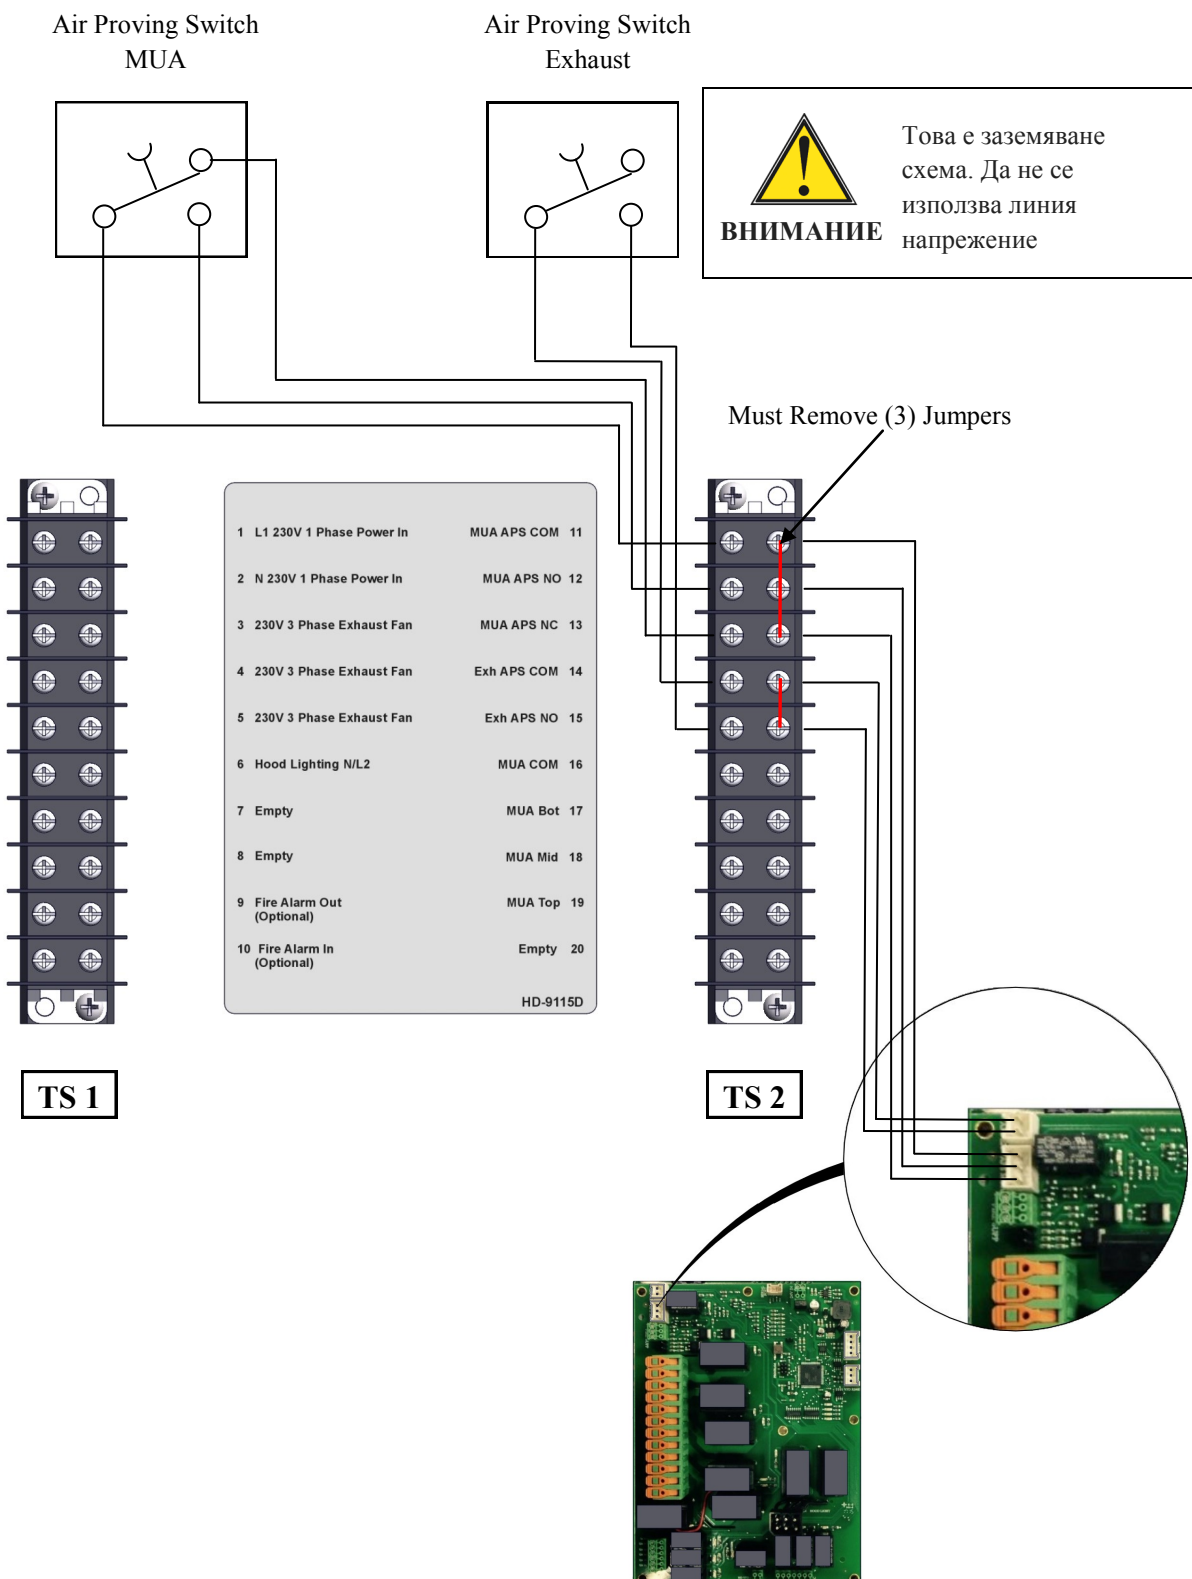 Air Proving Switch
MUA
Air Proving Switch
Exhaust
ВНИМАНИЕ
Това е заземяване
схема. Да не се
използва линия
напрежение
Must Remove (3) Jumpers
1 L1 230V 1 Phase Power In
2 N 230V 1 Phase Power In
3 230V 3 Phase Exhaust Fan
4 230V 3 Phase Exhaust Fan
5 230V 3 Phase Exhaust Fan
6 Hood Lighting N/L2
7 Empty
8 Empty
9 Fire Alarm Out
(Optional)
10 Fire Alarm In
(Optional)
MUA APS COM 11
MUA APS NO 12
MUA APS NC 13
Exh APS COM 14
Exh APS NO 15
MUA COM 16
MUA Bot 17
MUA Mid 18
MUA Top 19
Empty 20
HD-9115D
TS 1
TS 2